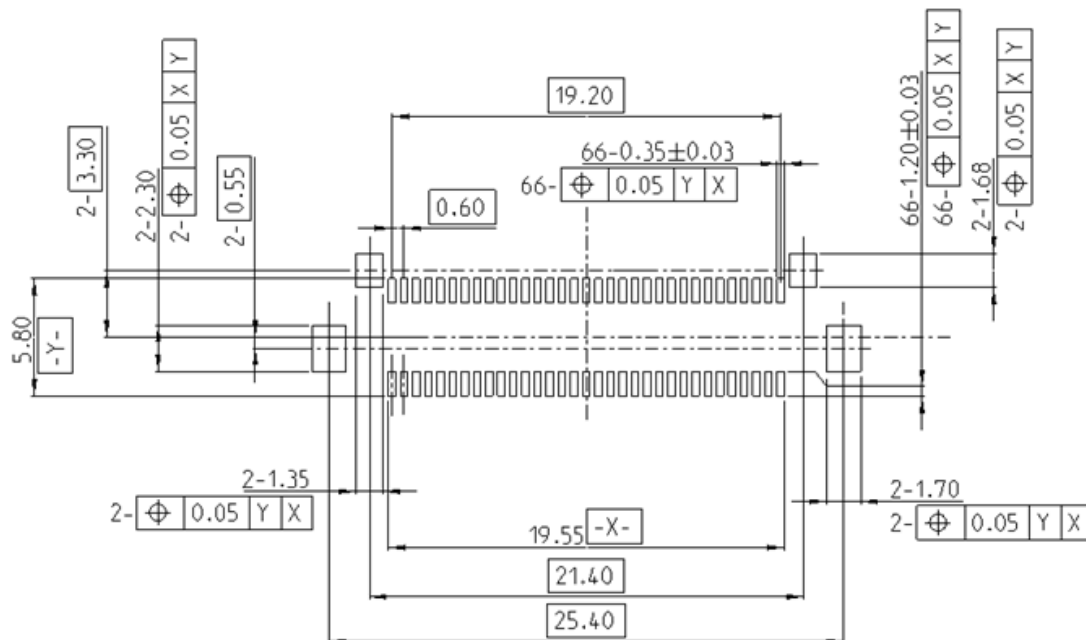 19.20
66-0.35±0.03
66- ⌖ 0.05 Y X
0.60
2- 3.30
2-2.30
2- ⌖ 0.05 X Y
2- 0.55
66-1.20±0.03
66- ⌖ 0.05 X Y
2-1.68
2- ⌖ 0.05 X Y
5.80
-Y-
2-1.35
2- ⌖ 0.05 Y X
2-1.70
2- ⌖ 0.05 Y X
19.55 -X-
21.40
25.40